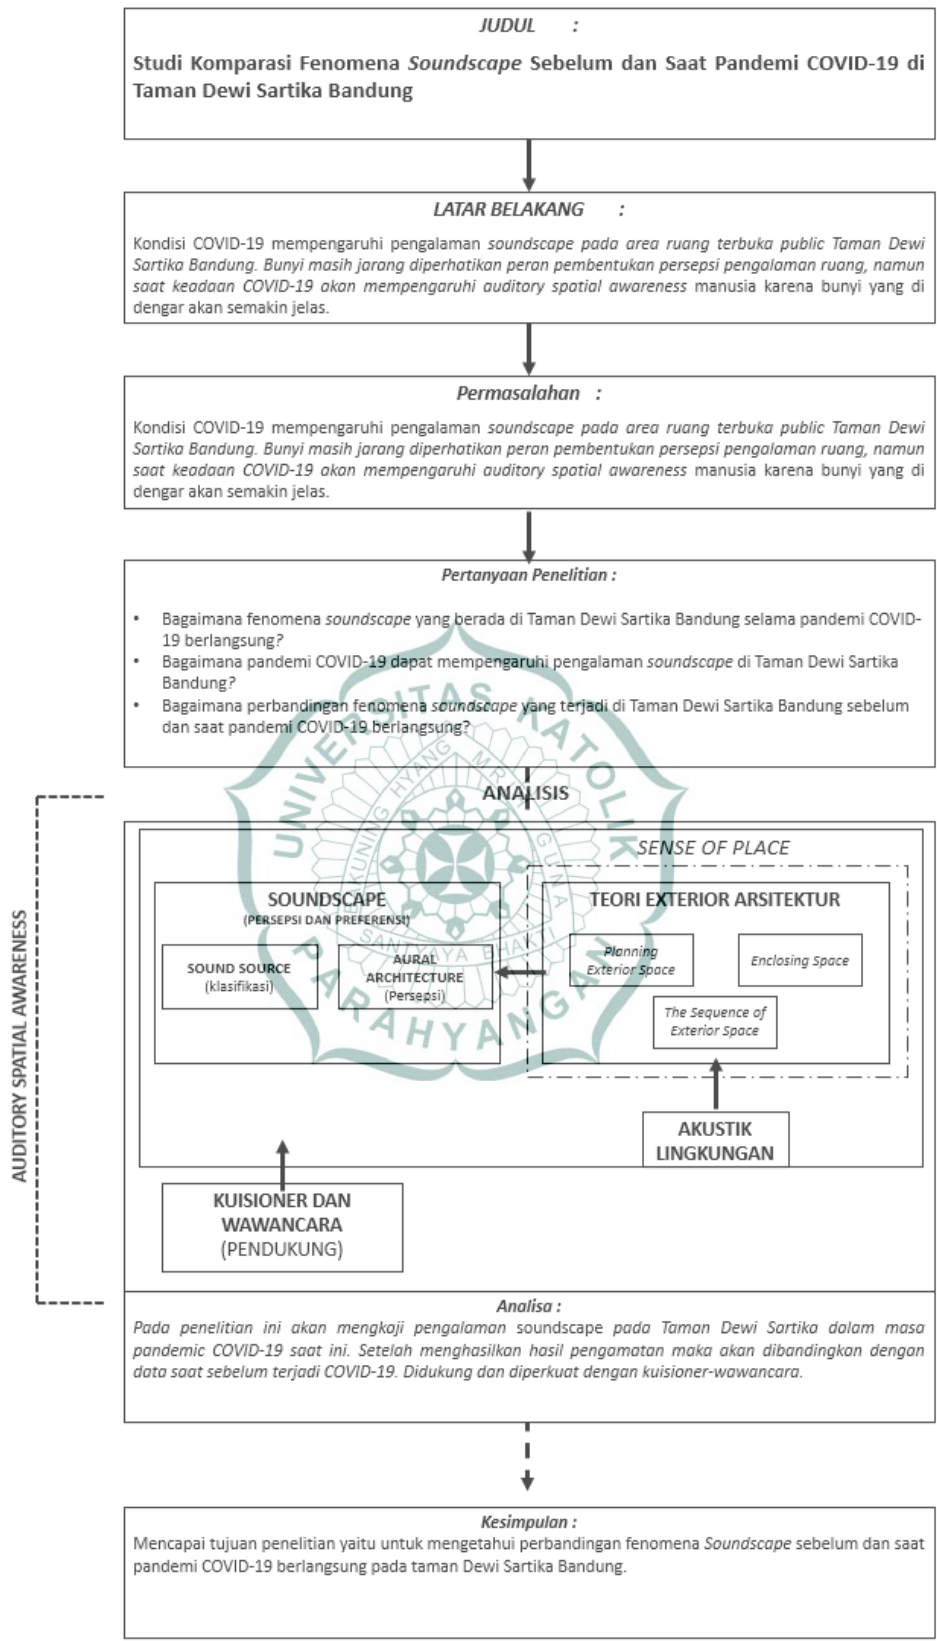 JUDUL :
Studi Komparasi Fenomena Soundscape Sebelum dan Saat Pandemi COVID-19 di
Taman Dewi Sartika Bandung
LATAR BELAKANG :
Kondisi COVID-19 mempengaruhi pengalaman soundscape pada area ruang terbuka public Taman Dewi
Sartika Bandung. Bunyi masih jarang diperhatikan peran pembentukan persepsi pengalaman ruang, namun
saat keadaan COVID-19 akan mempengaruhi auditory spatial awareness manusia karena bunyi yang di
dengar akan semakin jelas.
Permasalahan :
Kondisi COVID-19 mempengaruhi pengalaman soundscape pada area ruang terbuka public Taman Dewi
Sartika Bandung. Bunyi masih jarang diperhatikan peran pembentukan persepsi pengalaman ruang, namun
saat keadaan COVID-19 akan mempengaruhi auditory spatial awareness manusia karena bunyi yang di
dengar akan semakin jelas.
Pertanyaan Penelitian :
• Bagaimana fenomena soundscape yang berada di Taman Dewi Sartika Bandung selama pandemi COVID-
19 berlangsung?
• Bagaimana pandemi COVID-19 dapat mempengaruhi pengalaman soundscape di Taman Dewi Sartika
Bandung?
• Bagaimana perbandingan fenomena soundscape yang terjadi di Taman Dewi Sartika Bandung sebelum
dan saat pandemi COVID-19 berlangsung?
UNIVERSITAS KATOLIK
PARAHYANGAN
SANTYAYA BHAKTI
ANALISIS
AUDITORY SPATIAL AWARENESS
SENSE OF PLACE
SOUNDSCAPE
(PERSEPSI DAN PREFERENSI)
SOUND SOURCE
(klasifikasi)
AURAL
ARCHITECTURE
(Persepsi)
TEORI EXTERIOR ARSITEKTUR
Planning
Exterior Space
Enclosing Space
The Sequence of
Exterior Space
AKUSTIK
LINGKUNGAN
KUISIONER DAN
WAWANCARA
(PENDUKUNG)
Analisa :
Pada penelitian ini akan mengkaji pengalaman soundscape pada Taman Dewi Sartika dalam masa
pandemic COVID-19 saat ini. Setelah menghasilkan hasil pengamatan maka akan dibandingkan dengan
data saat sebelum terjadi COVID-19. Didukung dan diperkuat dengan kuisioner-wawancara.
Kesimpulan :
Mencapai tujuan penelitian yaitu untuk mengetahui perbandingan fenomena Soundscape sebelum dan saat
pandemi COVID-19 berlangsung pada taman Dewi Sartika Bandung.